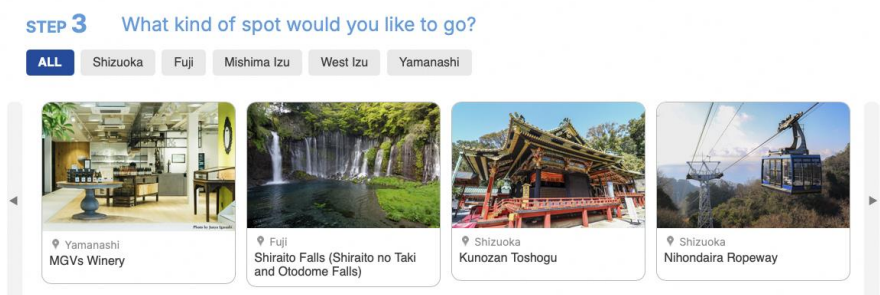 STEP 3 What kind of spot would you like to go?
ALL Shizuoka Fuji Mishima Izu West Izu Yamanashi
Yamanashi
MGVs Winery
Fuji
Shiraito Falls (Shiraito no Taki
and Otodome Falls)
Shizuoka
Kunozan Toshogu
Shizuoka
Nihondaira Ropeway